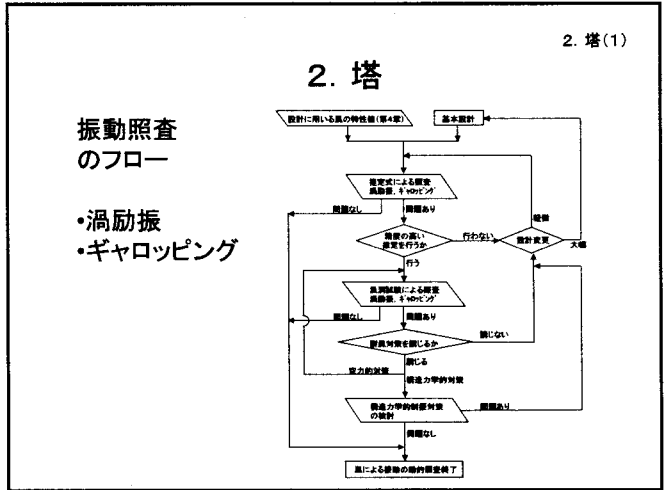 2. 塔(1)
2. 塔
振動照査
のフロー
•渦励振
•ギャロッピング
設計に用いる風の特性値(第4章)
基本設計
推定式による照査
渦励振、ギャロッピング
問題なし
問題あり
軽微
精度の高い
推定を行うか
行わない
設計変更
大幅
行う
風洞試験による照査
渦励振、ギャロッピング
問題なし
問題あり
耐風対策を講じるか
講じない
講じる
空力的対策
構造力学的対策
構造力学的制振対策
の検討
問題あり
問題なし
風による振動の動的照査終了